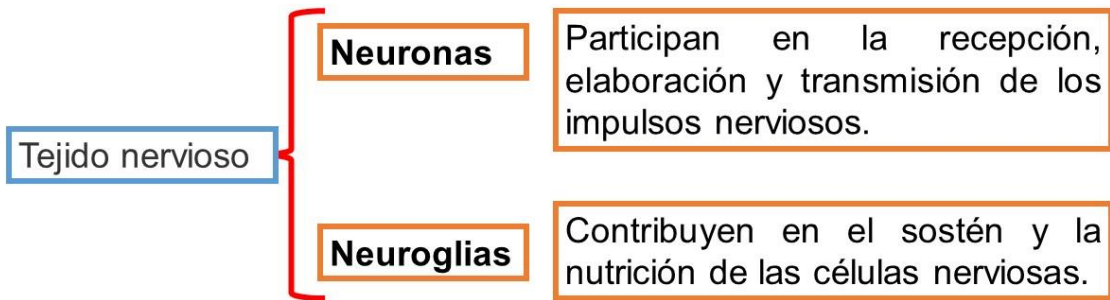 Tejido nervioso
Neuronas
Participan en la recepción,
elaboración y transmisión de los
impulsos nerviosos.
Neuroglias
Contribuyen en el sostén y la
nutrición de las células nerviosas.